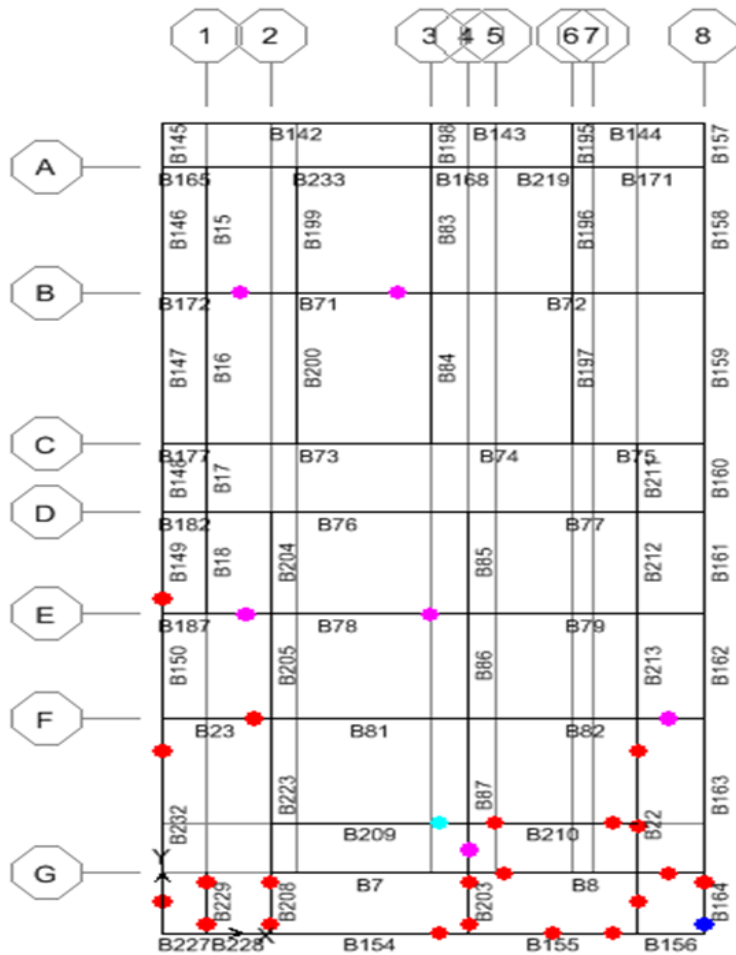 1 2 3 4 5 6 7 8
B145 B142 B198 B143 B195 B144 B157
A
B165 B233 B168 B219 B171
B146 B15 B199 B83 B196 B158
B
B172 B71 B72
B147 B16 B200 B84 B197 B159
C
B177 B73 B74 B75
B148 B17 B211 B160
D
B182 B76 B77
B149 B18 B204 B85 B212 B161
E
B187 B78 B79
B150 B205 B86 B213 B162
F
B23 B81 B82
B232 B223 B87 B22 B163
B209 B210
Y
G
B7 B8
B229 B208 B203 B164
B227 B228 X B154 B155 B156